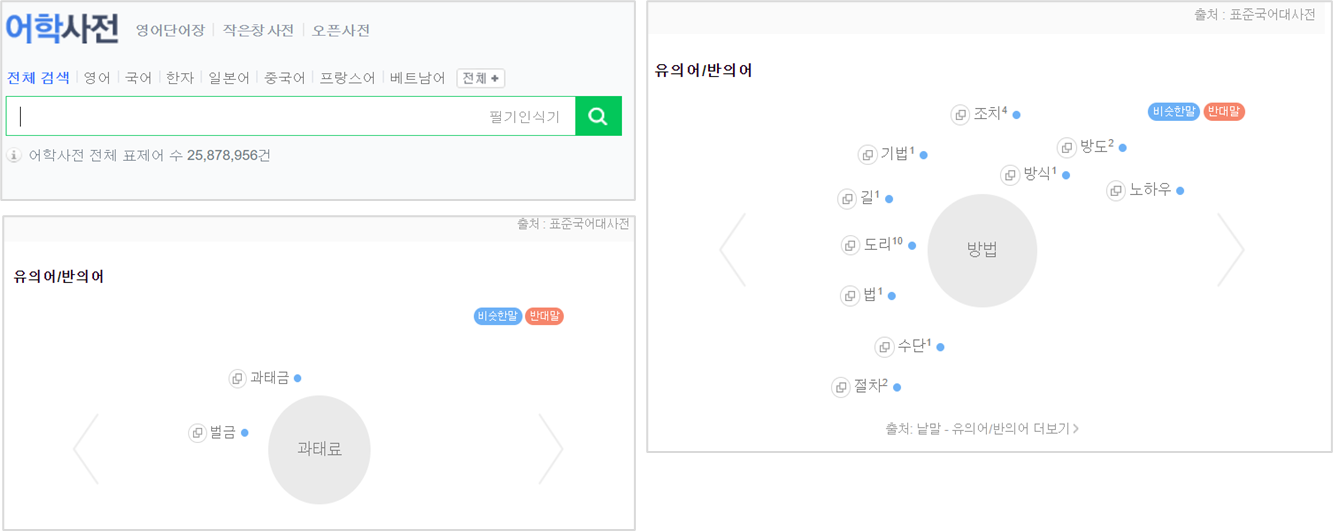 어학사전 영어단어장 작은창 사전 오픈사전
전체 검색 영어 국어 한자 일본어 중국어 프랑스어 베트남어 전체 +
필기인식기
어학사전 전체 표제어 수 25,878,956건
출처 : 표준국어대사전
유의어/반의어
비슷한말 반대말
과태금
벌금
과태료
출처 : 표준국어대사전
유의어/반의어
비슷한말 반대말
조치4
방도2
기법1
방식1
노하우
길1
도리10
방법
법1
수단1
절차2
출처: 낱말 - 유의어/반의어 더보기 >